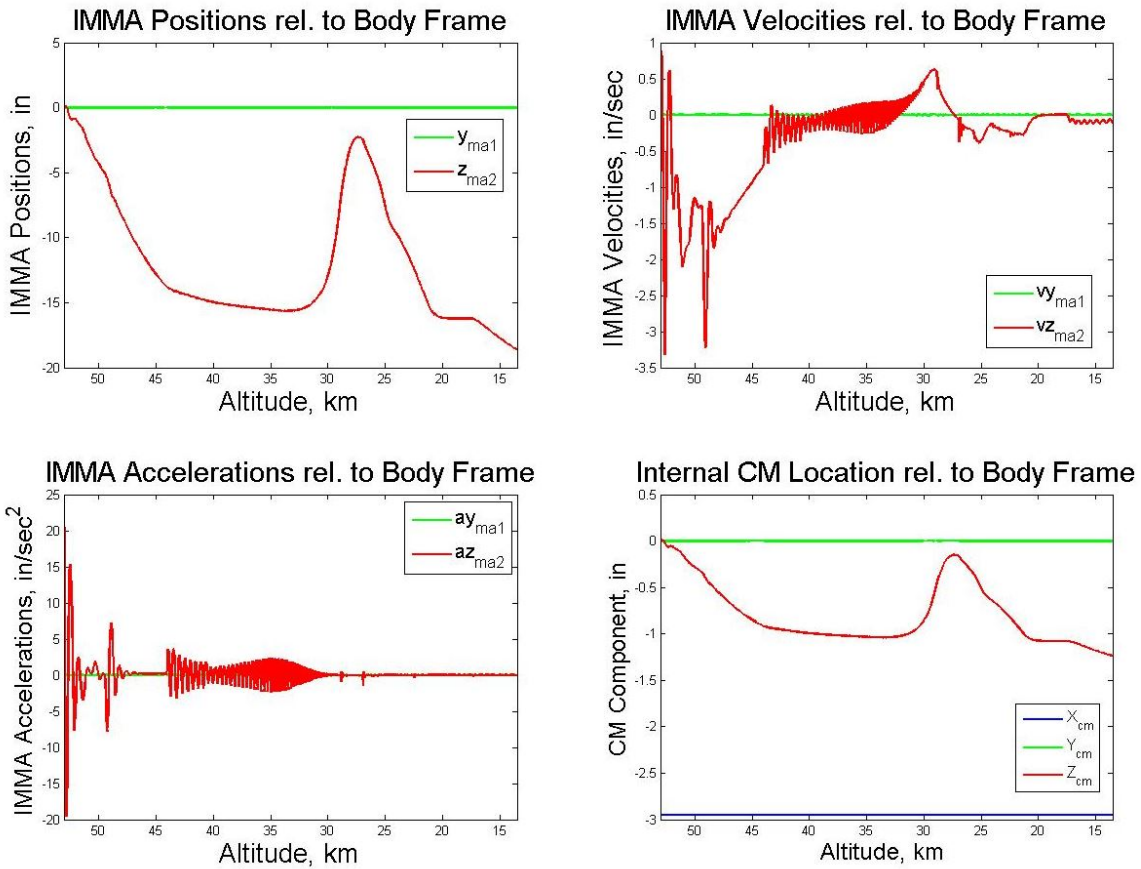 IMMA Positions rel. to Body Frame
IMMA Positions, in
5
0
-5
-10
-15
-20
y_ma1
z_ma2
50 45 40 35 30 25 20 15
Altitude, km
IMMA Velocities rel. to Body Frame
IMMA Velocities, in/sec
1
0.5
0
-0.5
-1
-1.5
-2
-2.5
-3
-3.5
vy_ma1
vz_ma2
50 45 40 35 30 25 20 15
Altitude, km
IMMA Accelerations rel. to Body Frame
IMMA Accelerations, in/sec²
25
20
15
10
5
0
-5
-10
-15
-20
ay_ma1
az_ma2
50 45 40 35 30 25 20 15
Altitude, km
Internal CM Location rel. to Body Frame
CM Component, in
0.5
0
-0.5
-1
-1.5
-2
-2.5
-3
X_cm
Y_cm
Z_cm
50 45 40 35 30 25 20 15
Altitude, km